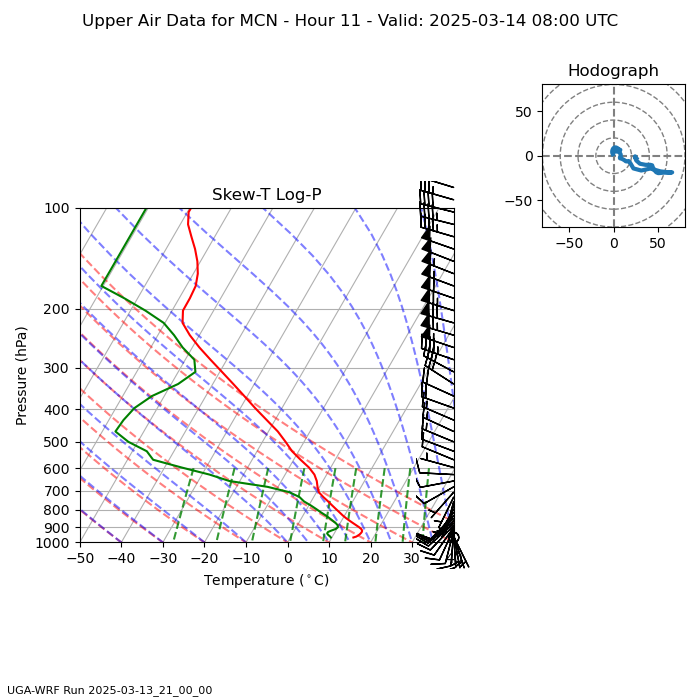 Upper Air Data for MCN - Hour 11 - Valid: 2025-03-14 08:00 UTC
Hodograph
50
0
−50
−50 0 50
Skew-T Log-P
100
200
300
400
500
600
700
800
900
1000
Pressure (hPa)
−50 −40 −30 −20 −10 0 10 20 30
Temperature (°C)
UGA-WRF Run 2025-03-13_21_00_00